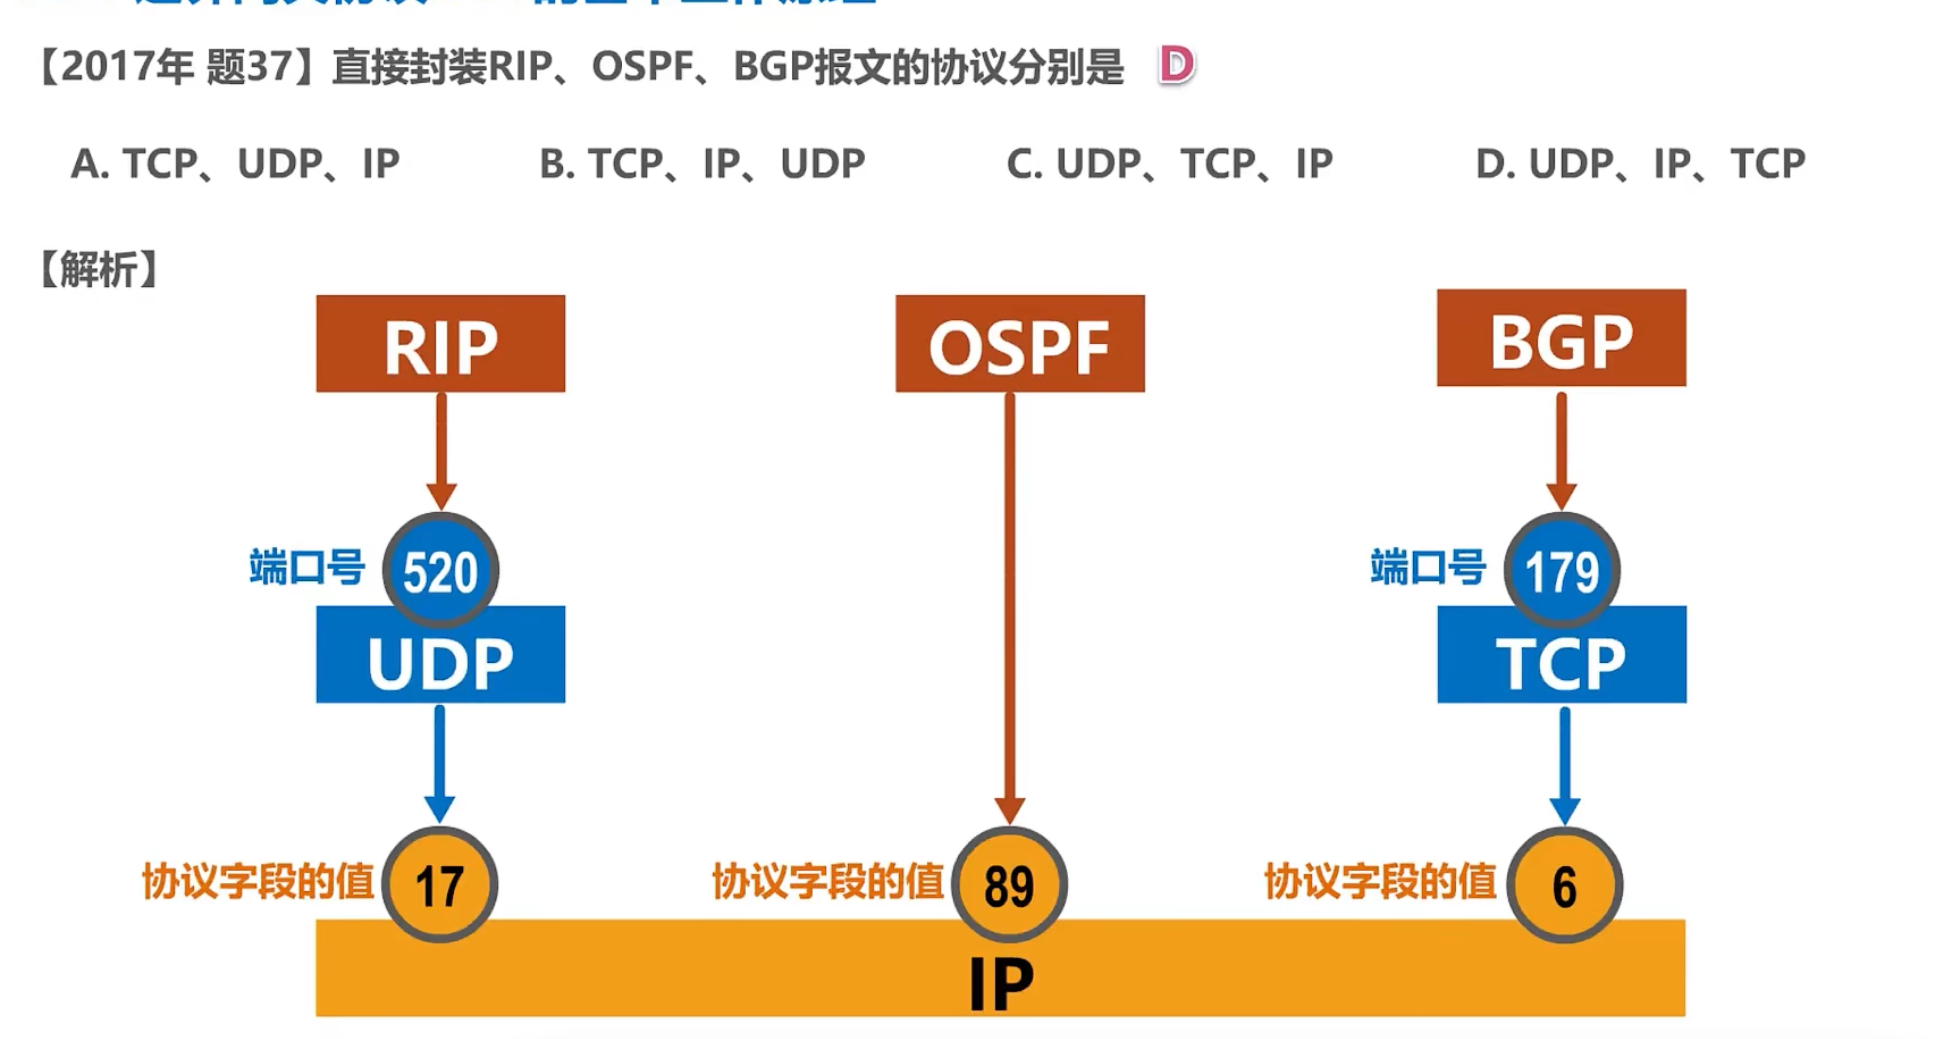 【2017年 题37】直接封装RIP、OSPF、BGP报文的协议分别是 D
A. TCP、UDP、IP B. TCP、IP、UDP C. UDP、TCP、IP D. UDP、IP、TCP
【解析】
RIP OSPF BGP
端口号 520 端口号 179
UDP TCP
协议字段的值 17 协议字段的值 89 协议字段的值 6
IP